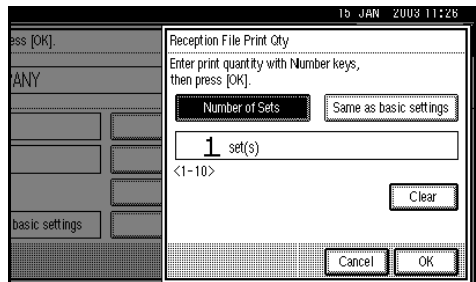 15 JAN 2003 11:26
ess [OK].
Reception File Print Qty
Enter print quantity with Number keys,
then press [OK].
ANY
Number of Sets
Same as basic settings
1 set(s)
<1-10>
Clear
basic settings
Cancel
OK